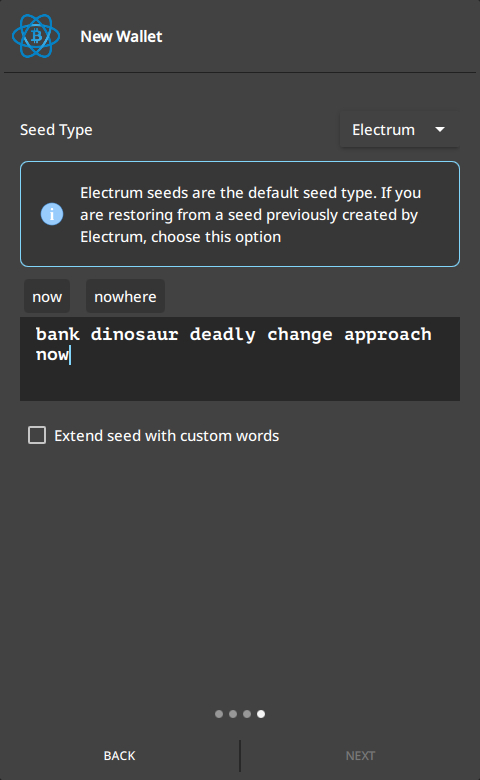 New Wallet
Seed Type
Electrum
Electrum seeds are the default seed type. If you
are restoring from a seed previously created by
Electrum, choose this option
now nowhere
bank dinosaur deadly change approach
now
Extend seed with custom words
BACK NEXT